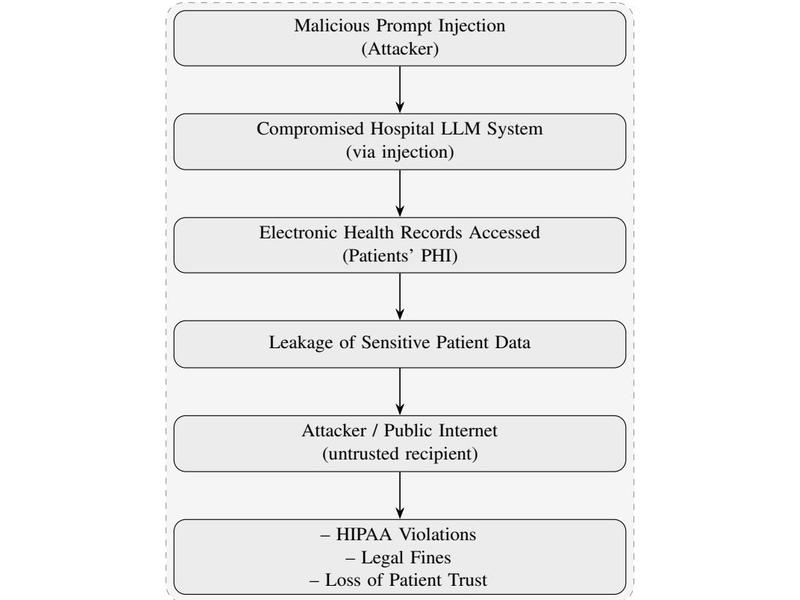 Malicious Prompt Injection
(Attacker)
Compromised Hospital LLM System
(via injection)
Electronic Health Records Accessed
(Patients’ PHI)
Leakage of Sensitive Patient Data
Attacker / Public Internet
(untrusted recipient)
– HIPAA Violations
– Legal Fines
– Loss of Patient Trust